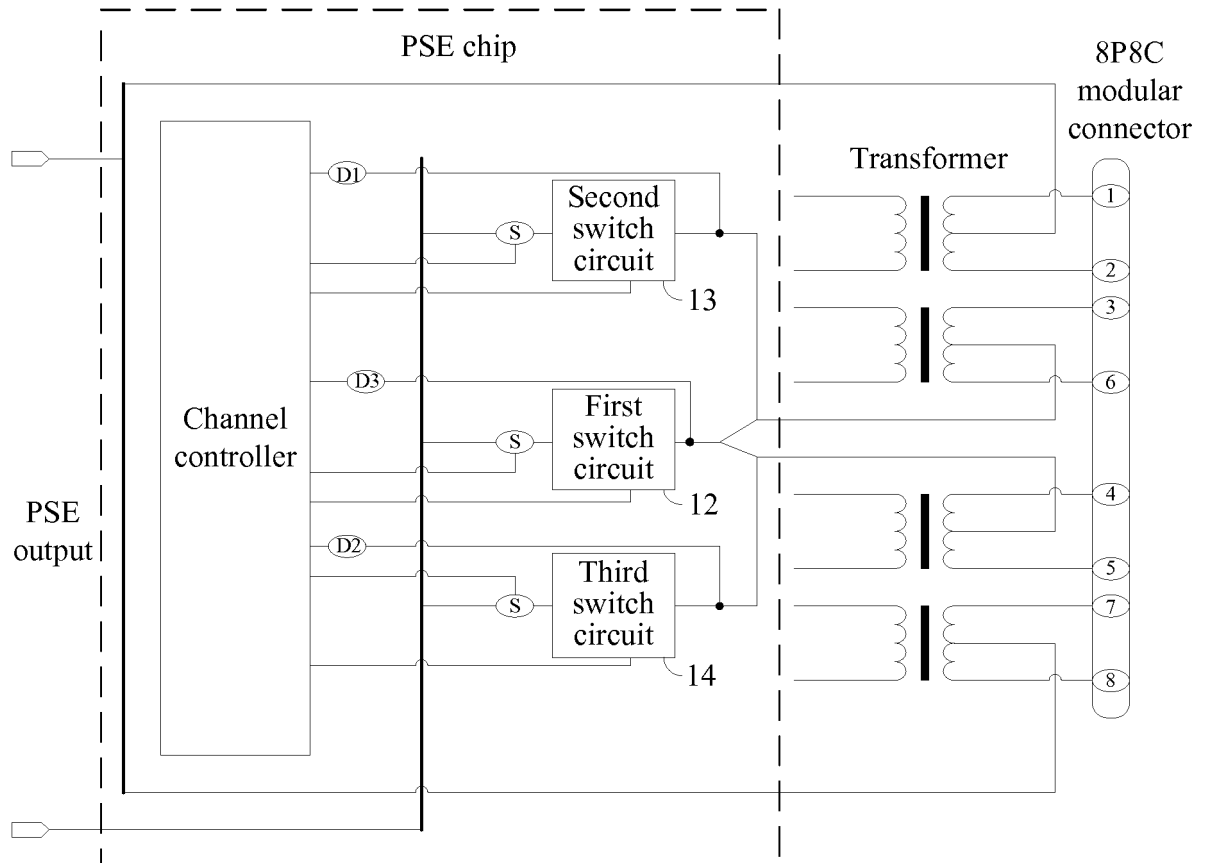 PSE chip
8P8C
modular
connector
Transformer
D1
Second
switch
circuit
S
13
1
2
3
6
D3
Channel
controller
First
switch
circuit
S
12
PSE
output
4
5
D2
Third
switch
circuit
S
14
7
8